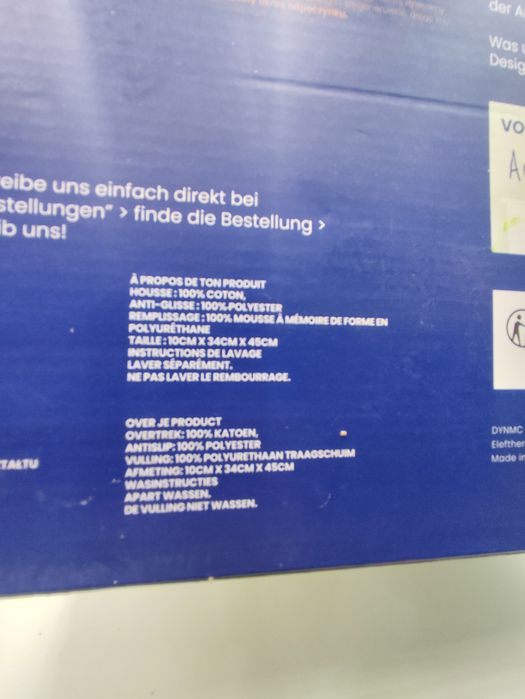 der A
Was u
Desig
VO
eibe uns einfach direkt bei
stellungen" > finde die Bestellung >
ib uns!
À PROPOS DE TON PRODUIT
HOUSSE : 100% COTON,
ANTI-GLISSE : 100% POLYESTER
REMPLISSAGE : 100% MOUSSE À MÉMOIRE DE FORME EN
POLYURÉTHANE
TAILLE : 10CM X 34CM X 45CM
INSTRUCTIONS DE LAVAGE
LAVER SÉPARÉMENT.
NE PAS LAVER LE REMBOURRAGE.
OVER JE PRODUCT
OVERTREK: 100% KATOEN,
ANTISLIP: 100% POLYESTER
VULLING: 100% POLYURETHAAN TRAAGSCHUIM
AFMETING: 10CM X 34CM X 45CM
WASINSTRUCTIES
APART WASSEN.
DE VULLING NIET WASSEN.
DYNMC
Elefther
Made in